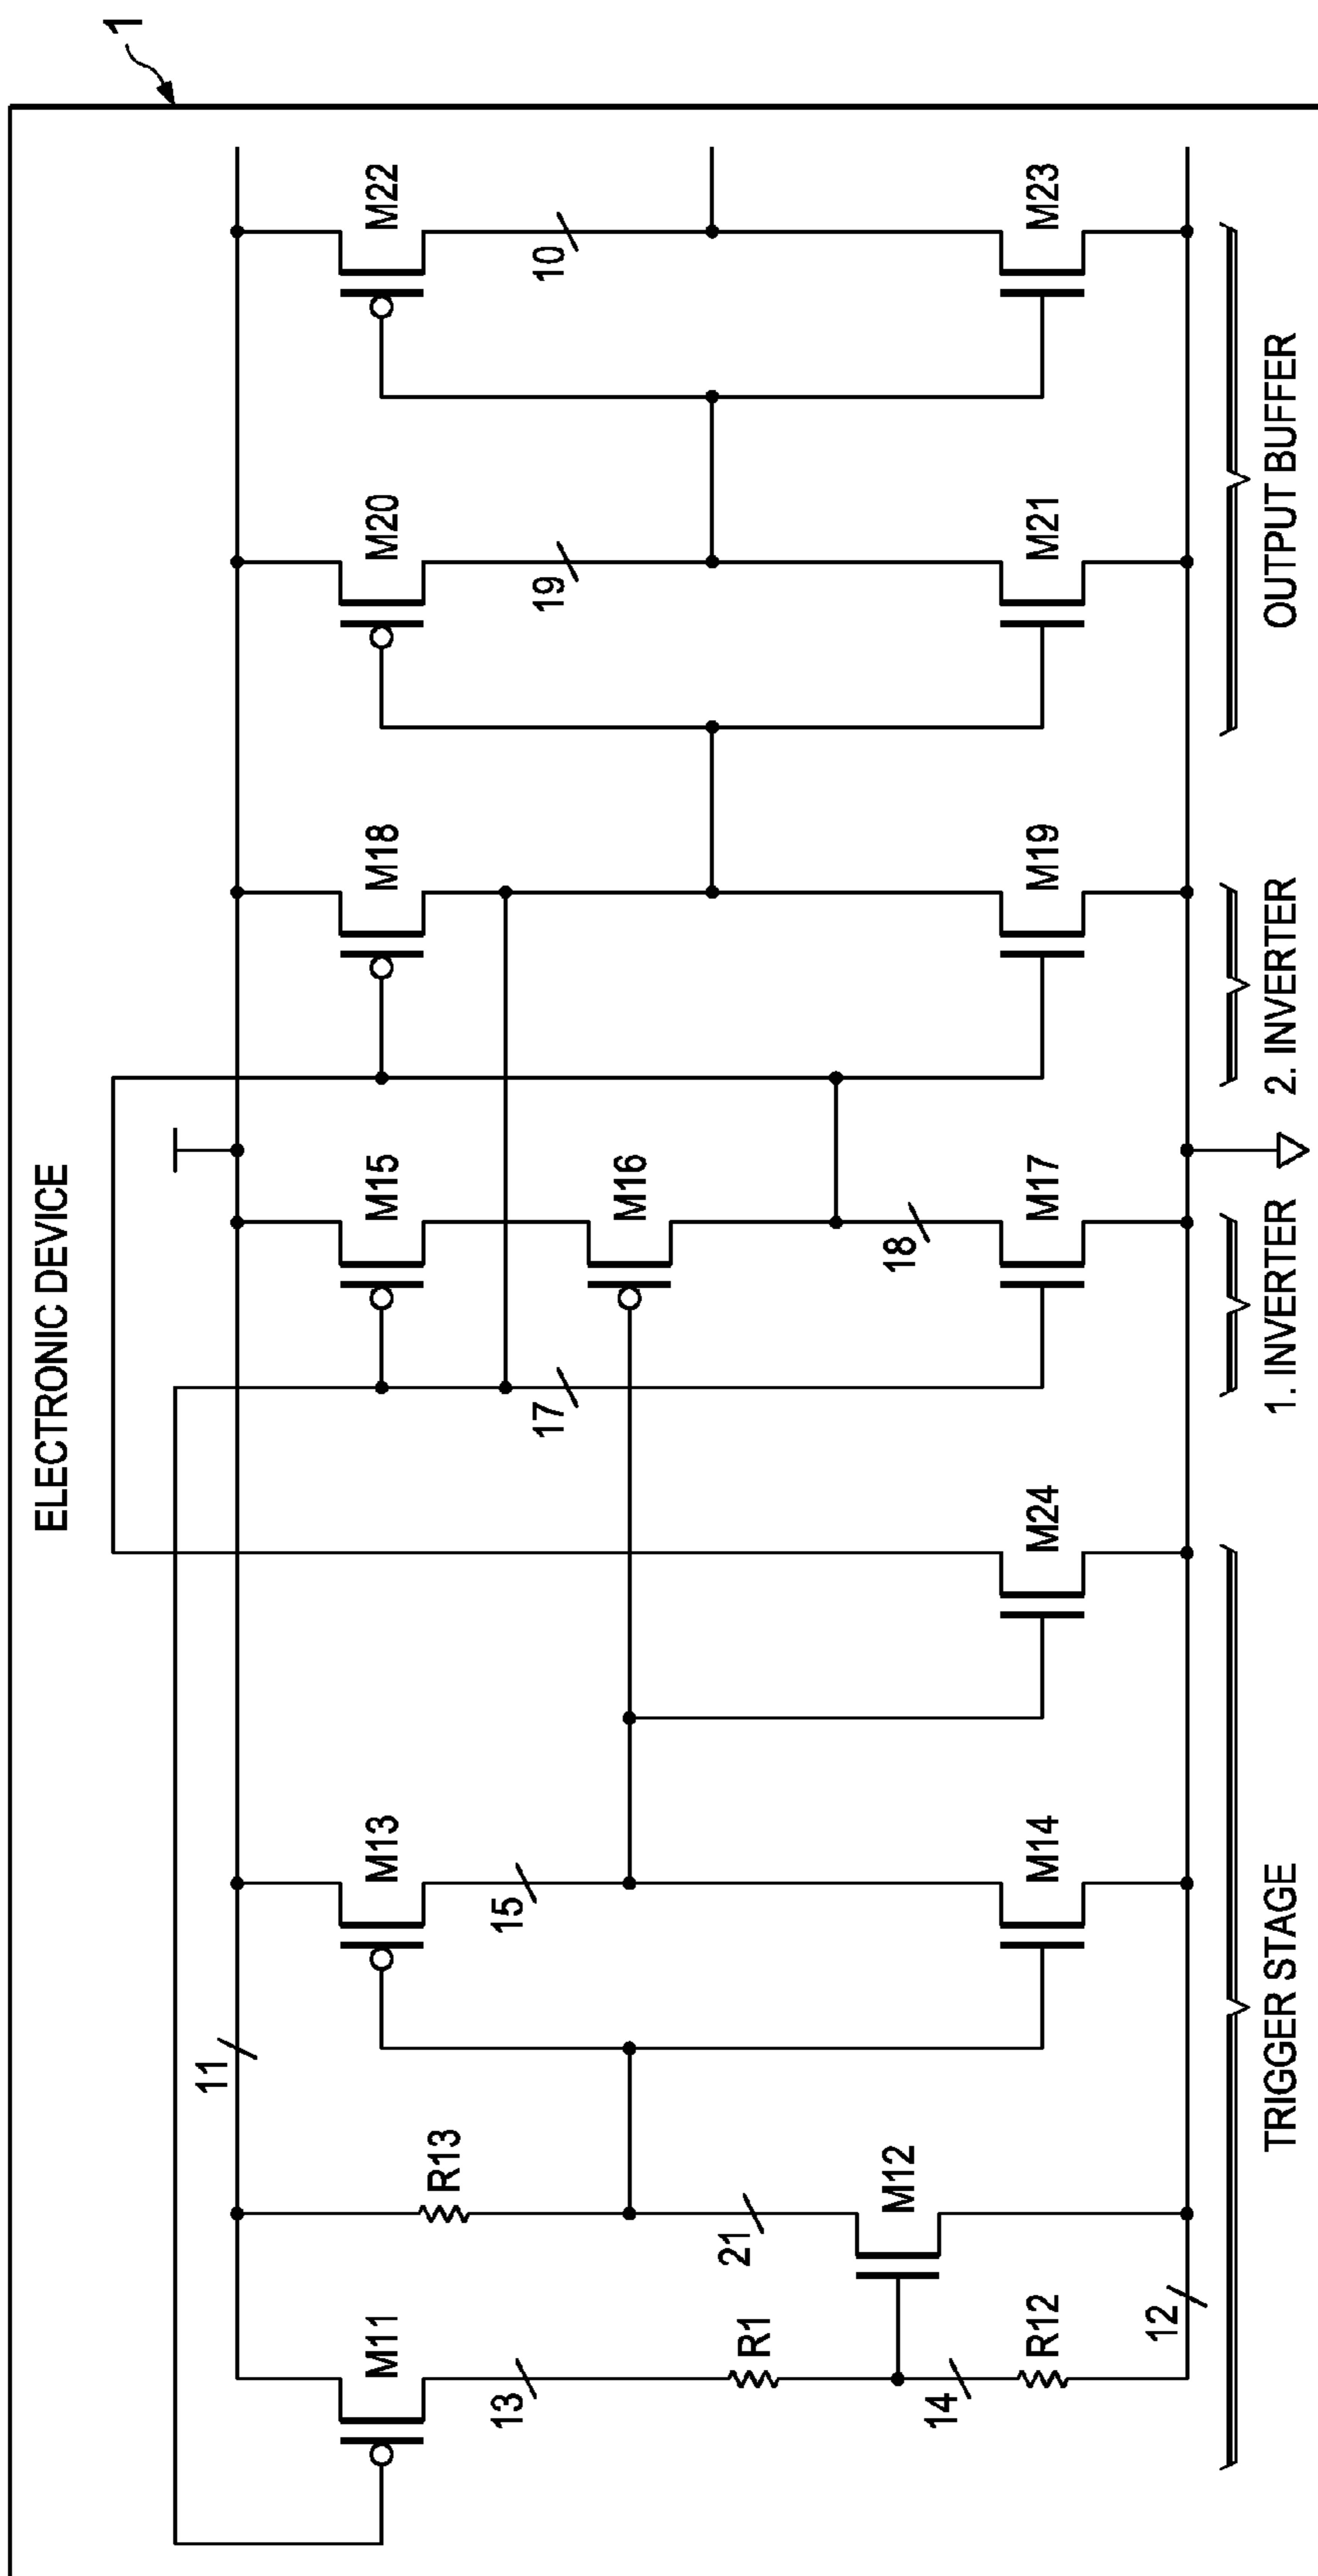 1
ELECTRONIC DEVICE
11
M11
R13
M13
M15
M18
M20
M22
13
15
17
19
10
M16
R1
21
M12
18
14
R12
12
M14
M24
M17
M19
M21
M23
TRIGGER STAGE
1. INVERTER
2. INVERTER
OUTPUT BUFFER